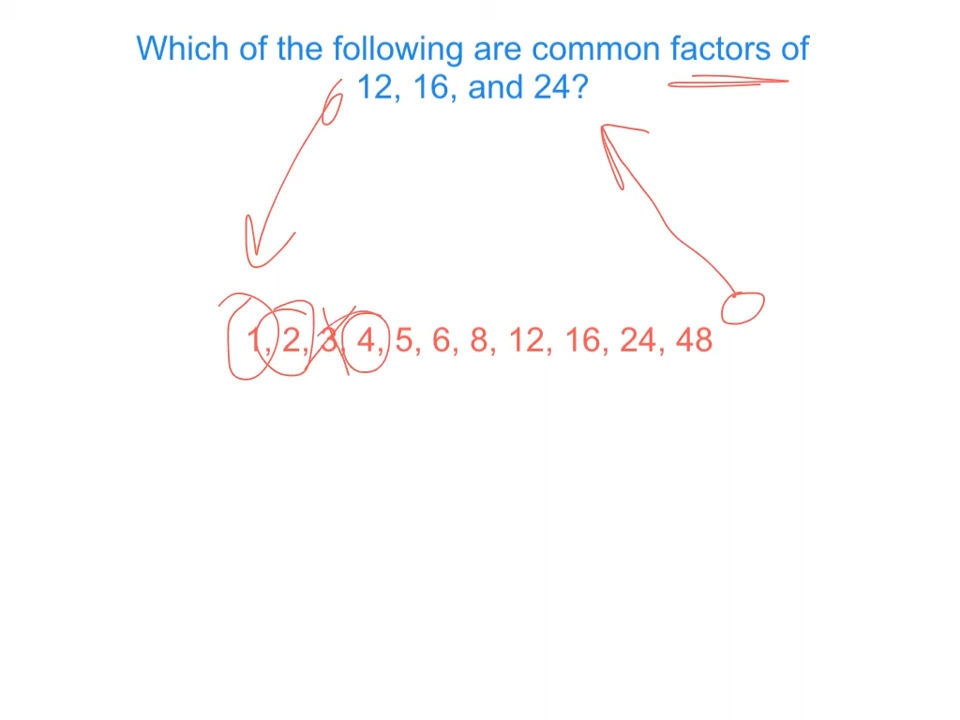 Which of the following are common factors of
12, 16, and 24?
1, 2, 3, 4, 5, 6, 8, 12, 16, 24, 48